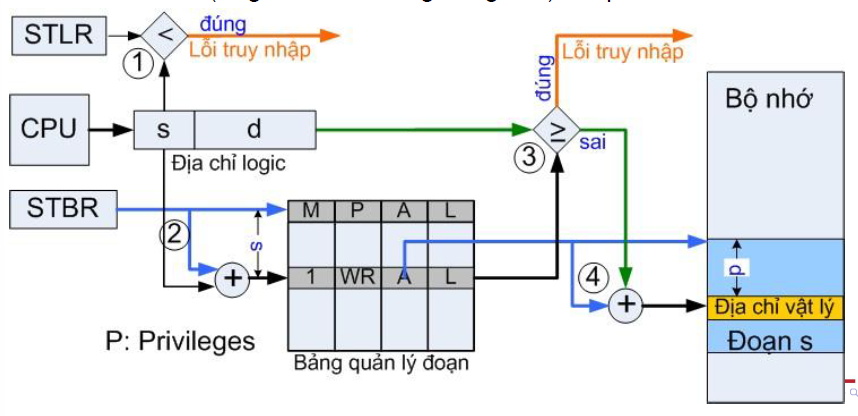 STLR
<
đúng
Lỗi truy nhập
1
CPU
s
d
Địa chỉ logic
STBR
2
s
+
M P A L
1 WR A L
Bảng quản lý đoạn
P: Privileges
đúng
Lỗi truy nhập
≥
sai
3
4
+
Bộ nhớ
d
Địa chỉ vật lý
Đoạn s